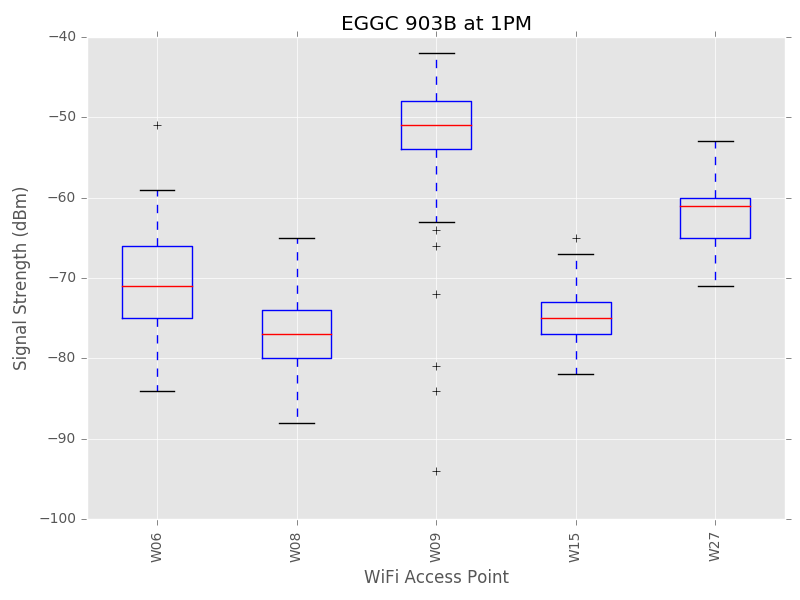 EGGC 903B at 1PM
−40
−50
−60
−70
−80
−90
−100
Signal Strength (dBm)
W06
W08
W09
W15
W27
WiFi Access Point